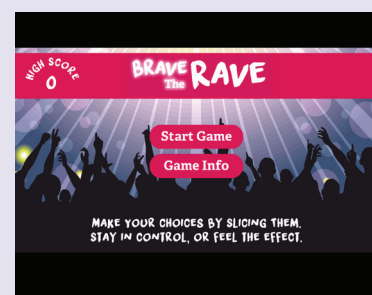 HIGH SCORE
0
BRAVE
The RAVE
Start Game
Game Info
MAKE YOUR CHOICES BY SLICING THEM.
STAY IN CONTROL, OR FEEL THE EFFECT.